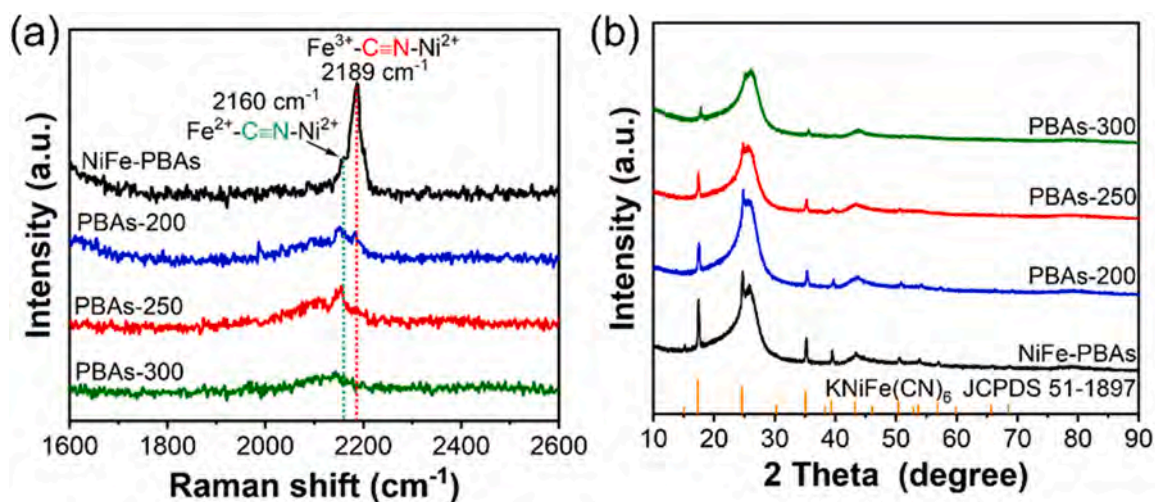 (a)
Fe³⁺-C≡N-Ni²⁺
2189 cm⁻¹
2160 cm⁻¹
Fe²⁺-C≡N-Ni²⁺
NiFe-PBAs
PBAs-200
PBAs-250
PBAs-300
Intensity (a.u.)
1600 1800 2000 2200 2400 2600
Raman shift (cm⁻¹)
(b)
PBAs-300
PBAs-250
PBAs-200
NiFe-PBAs
KNiFe(CN)₆ JCPDS 51-1897
Intensity (a.u.)
10 20 30 40 50 60 70 80 90
2 Theta (degree)